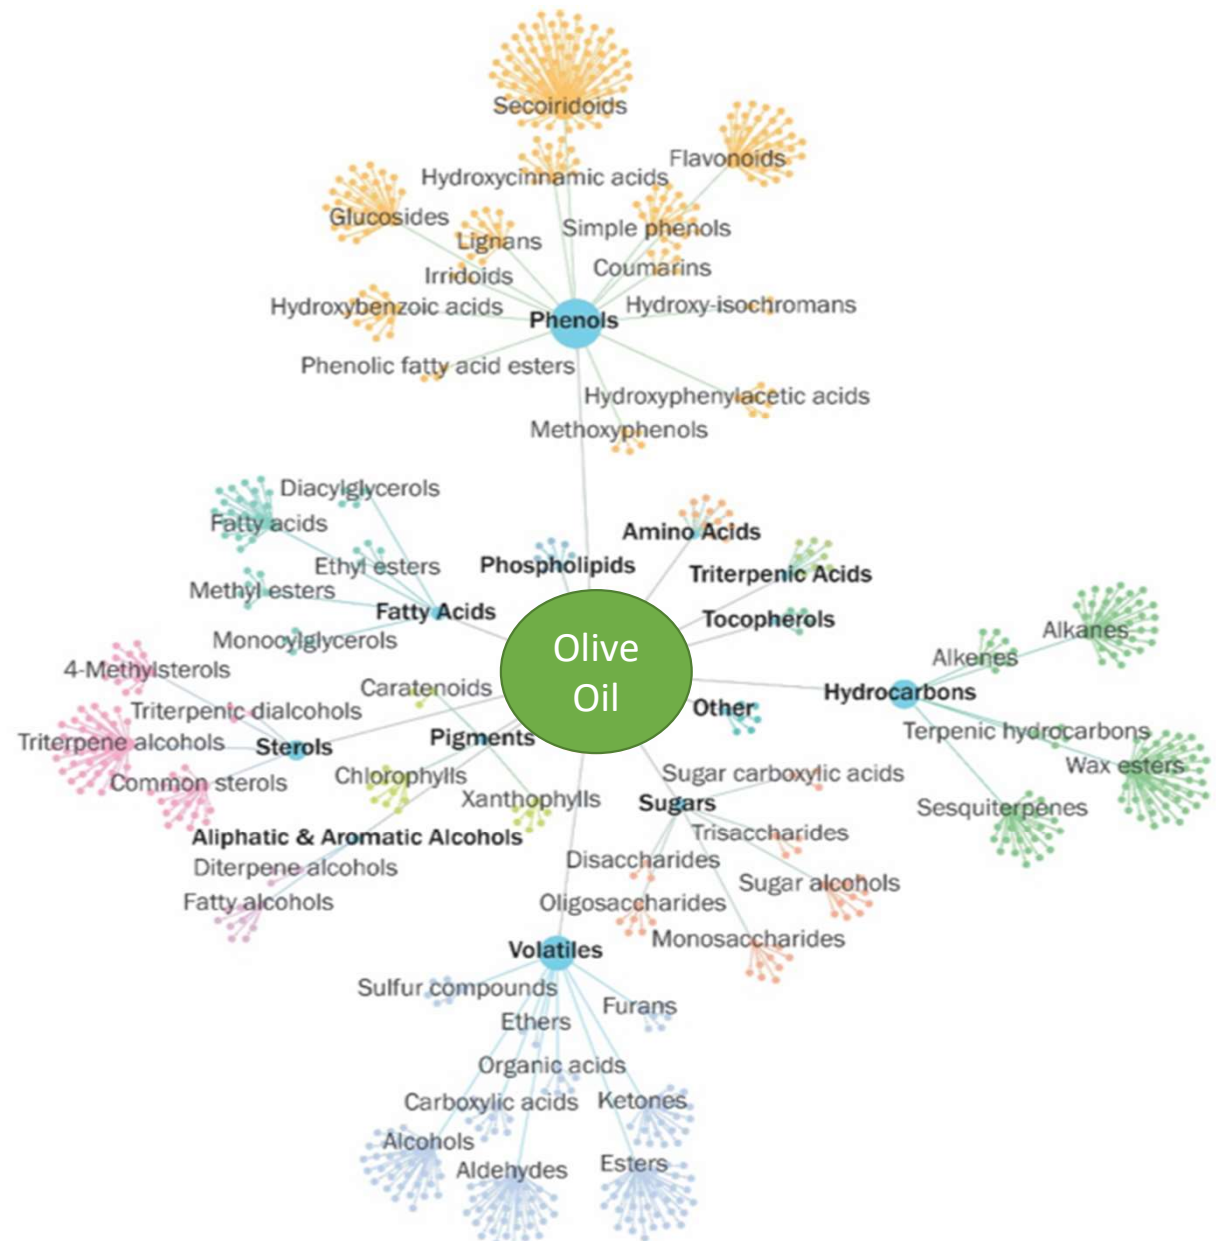 Secoiridoids
Flavonoids
Hydroxycinnamic acids
Glucosides
Simple phenols
Lignans
Coumarins
Irridoids
Hydroxybenzoic acids
Hydroxy-isochromans
Phenols
Phenolic fatty acid esters
Hydroxyphenylacetic acids
Methoxyphenols
Diacylglycerols
Fatty acids
Amino Acids
Ethyl esters
Phospholipids
Triterpenic Acids
Methyl esters
Fatty Acids
Tocopherols
Alkanes
Monocylglycerols
Olive
Oil
Alkenes
4-Methylsterols
Caratenoids
Hydrocarbons
Triterpenic dialcohols
Other
Terpenic hydrocarbons
Triterpene alcohols
Sterols
Pigments
Wax esters
Common sterols
Chlorophylls
Sugar carboxylic acids
Xanthophylls
Sugars
Sesquiterpenes
Aliphatic & Aromatic Alcohols
Trisaccharides
Diterpene alcohols
Disaccharides
Sugar alcohols
Fatty alcohols
Oligosaccharides
Monosaccharides
Volatiles
Sulfur compounds
Furans
Ethers
Organic acids
Carboxylic acids
Ketones
Alcohols
Aldehydes
Esters